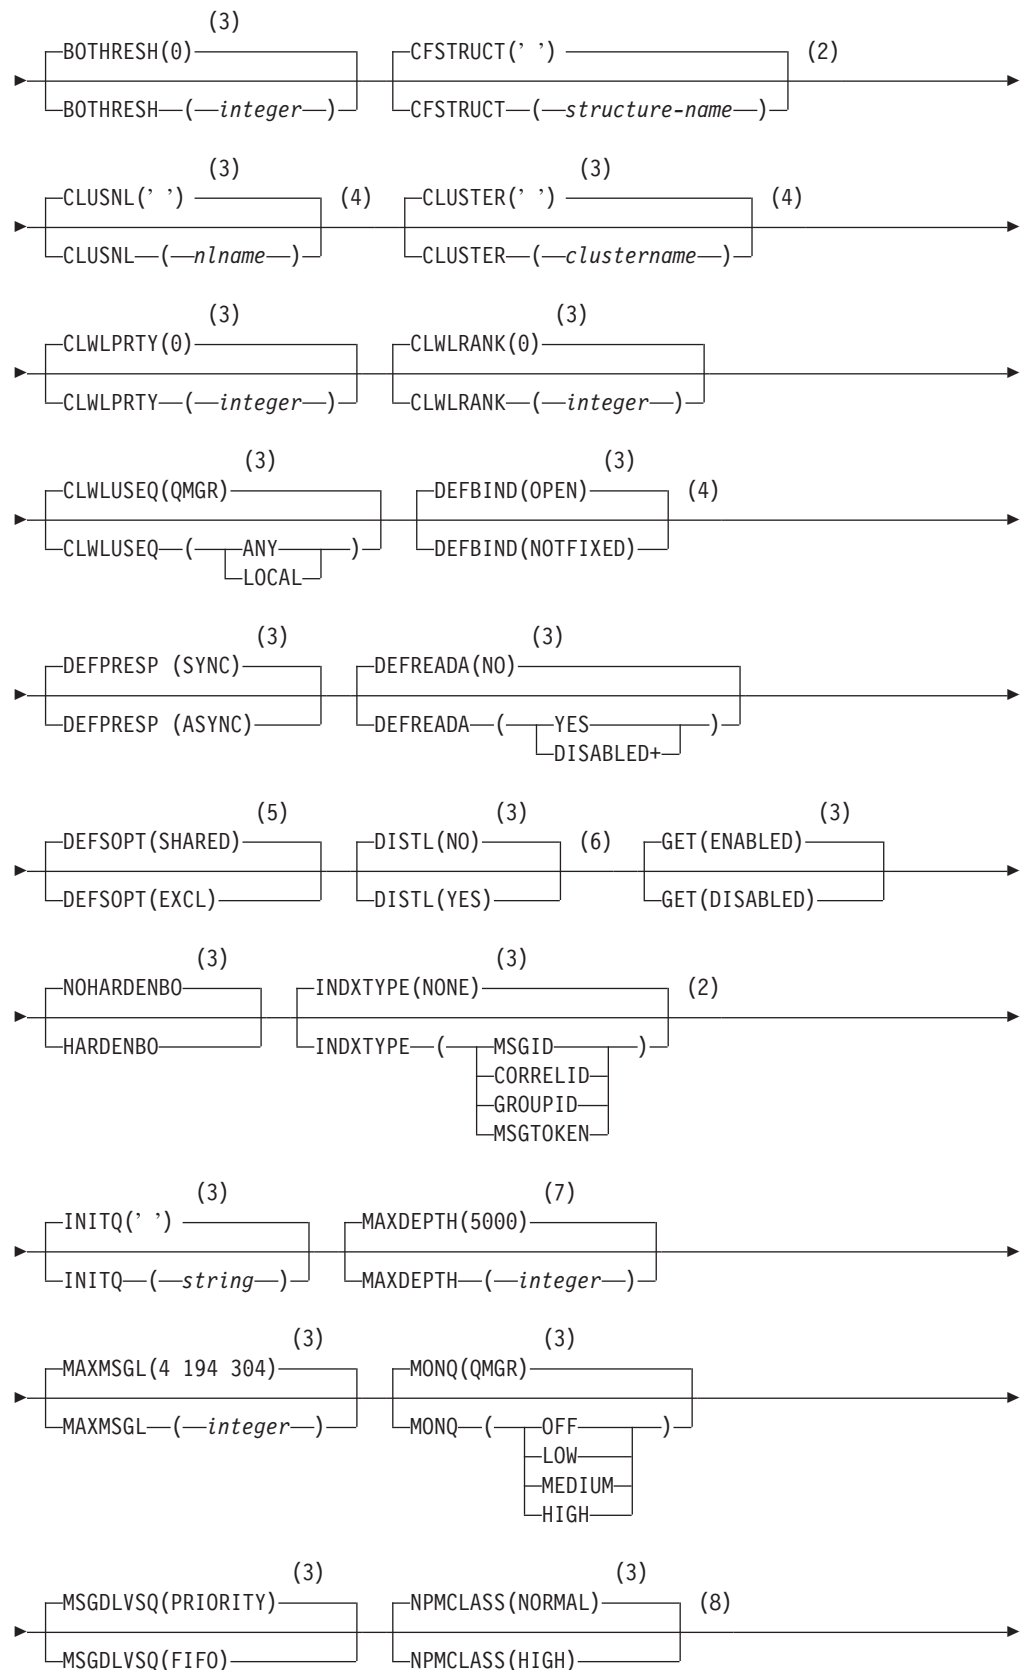 (3)
BOTHRESH(0) CFSTRUCT(’ ’) (2)
BOTHRESH ( integer ) CFSTRUCT ( structure-name )
(3) (3)
CLUSNL(’ ’) (4) CLUSTER(’ ’) (4)
CLUSNL ( nlname ) CLUSTER ( clustername )
(3) (3)
CLWLPRTY(0) CLWLRANK(0)
CLWLPRTY ( integer ) CLWLRANK ( integer )
(3) (3)
CLWLUSEQ(QMGR) DEFBIND(OPEN) (4)
CLWLUSEQ ( ANY ) DEFBIND(NOTFIXED)
LOCAL
(3) (3)
DEFPRESP (SYNC) DEFREADA(NO)
DEFPRESP (ASYNC) DEFREADA ( YES )
DISABLED+
(5) (3) (3)
DEFSOPT(SHARED) DISTL(NO) (6) GET(ENABLED)
DEFSOPT(EXCL) DISTL(YES) GET(DISABLED)
(3) (3)
NOHARDENBO INDXTYPE(NONE) (2)
HARDENBO INDXTYPE ( MSGID )
CORRELID
GROUPID
MSGTOKEN
(3) (7)
INITQ(’ ’) MAXDEPTH(5000)
INITQ ( string ) MAXDEPTH ( integer )
(3) (3)
MAXMSGL(4 194 304) MONQ(QMGR)
MAXMSGL ( integer ) MONQ ( OFF )
LOW
MEDIUM
HIGH
(3) (3)
MSGDLVSQ(PRIORITY) NPMCLASS(NORMAL) (8)
MSGDLVSQ(FIFO) NPMCLASS(HIGH)